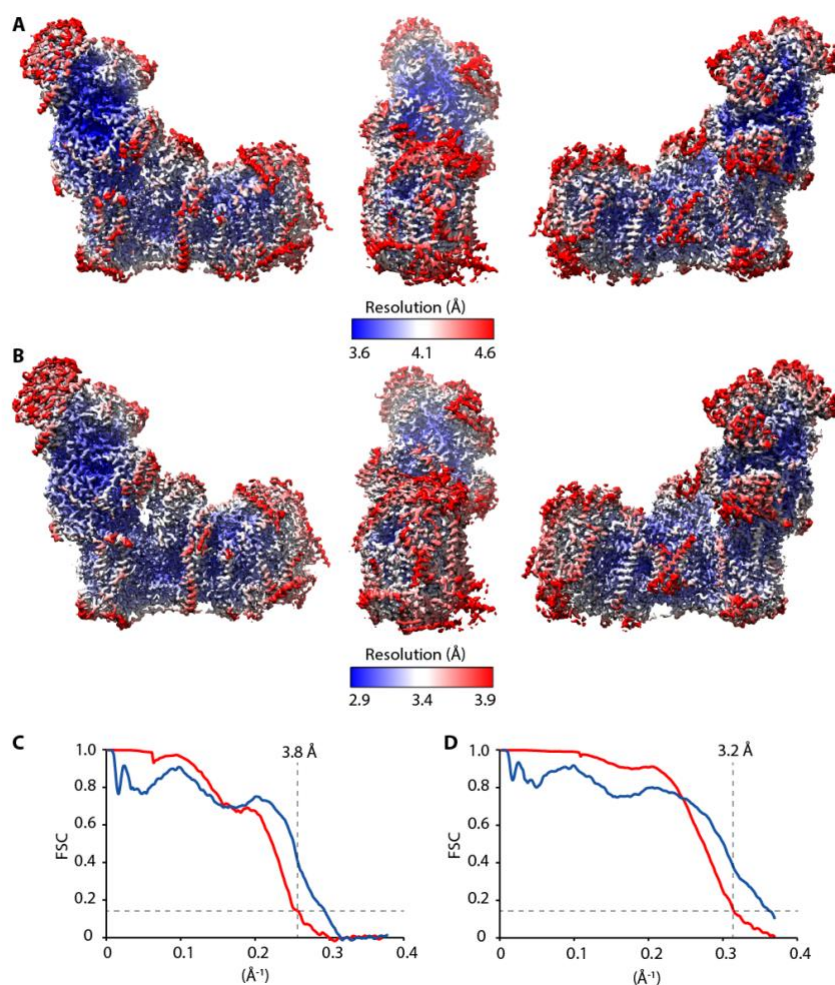 A
Resolution (Å)
3.6 4.1 4.6
B
Resolution (Å)
2.9 3.4 3.9
C
3.8 Å
1.0
0.8
0.6
0.4
0.2
0
FSC
0 0.1 0.2 0.3 0.4
(Å⁻¹)
D
3.2 Å
1.0
0.8
0.6
0.4
0.2
0
FSC
0 0.1 0.2 0.3 0.4
(Å⁻¹)